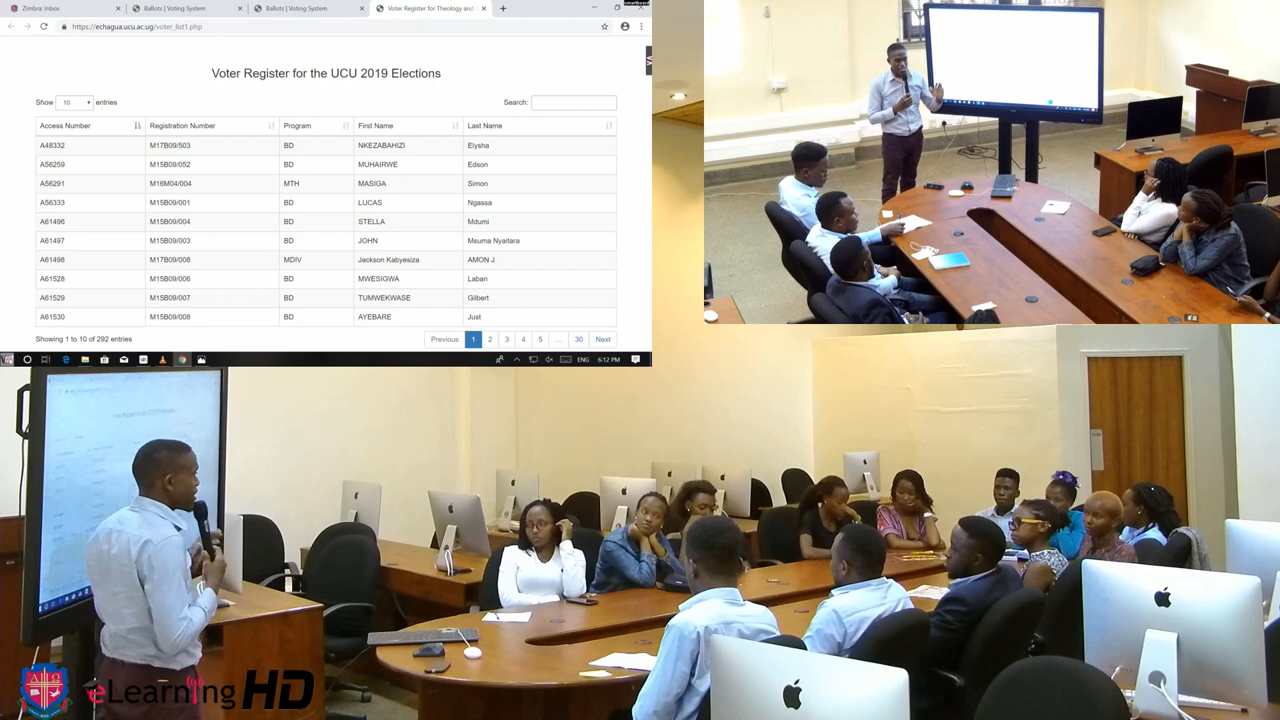 Zimbra: Inbox
Ballots | Voting System
Ballots | Voting System
Voter Register for Theology and
smartboard
https://echagua.ucu.ac.ug/voter_list1.php
Voter Register for the UCU 2019 Elections
Show 10 entries
Search:
Access Number Registration Number Program First Name Last Name
A48332 M17B09/503 BD NKEZABAHIZI Elysha
A56259 M15B09/052 BD MUHAIRWE Edson
A56291 M16M04/004 MTH MASIGA Simon
A56333 M15B09/001 BD LUCAS Ngassa
A61496 M15B09/004 BD STELLA Mdumi
A61497 M15B09/003 BD JOHN Msuma Nyaitara
A61498 M17B09/008 MDIV Jackson Kabyesiza AMON J
A61528 M15B09/006 BD MWESIGWA Laban
A61529 M15B09/007 BD TUMWEKWASE Gilbert
A61530 M15B09/008 BD AYEBARE Just
Showing 1 to 10 of 292 entries
Previous 1 2 3 4 5 ... 30 Next
ENG 6:12 PM
eLearning HD